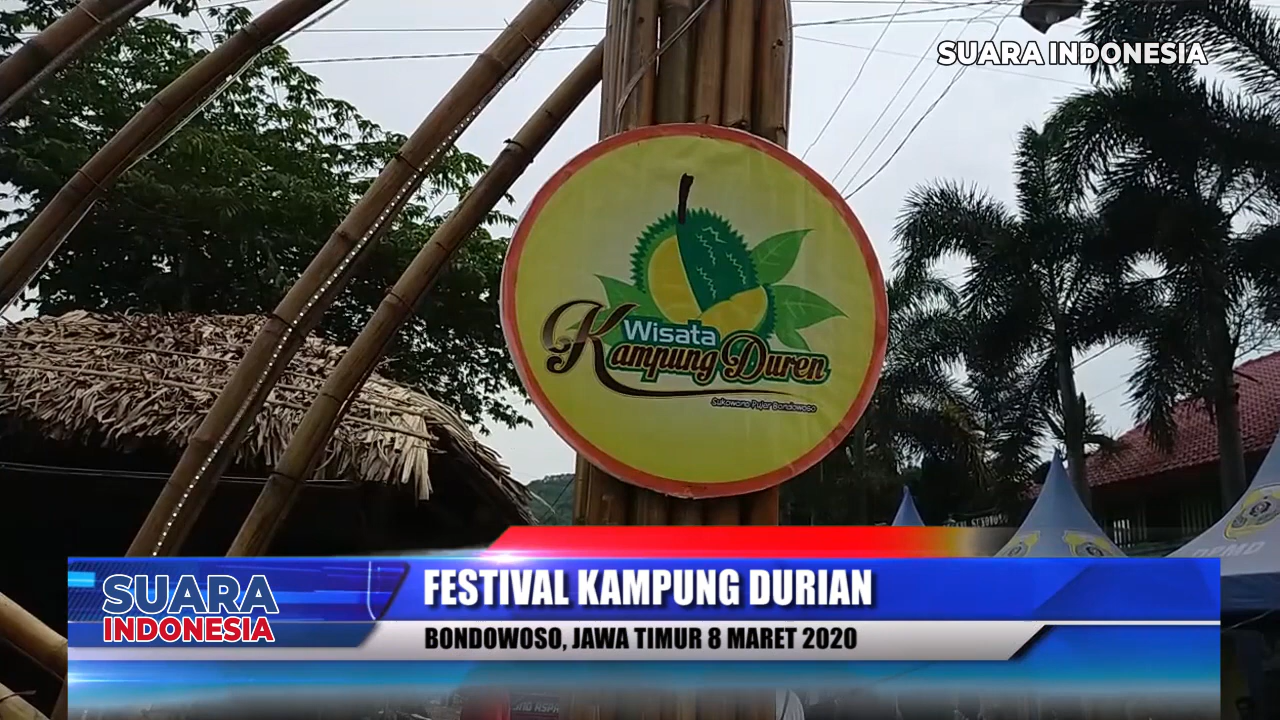 SUARA INDONESIA
Wisata
Kampung Duren
Sukowono Pujer Bondowoso
DPMD
SUARA
INDONESIA
FESTIVAL KAMPUNG DURIAN
BONDOWOSO, JAWA TIMUR 8 MARET 2020